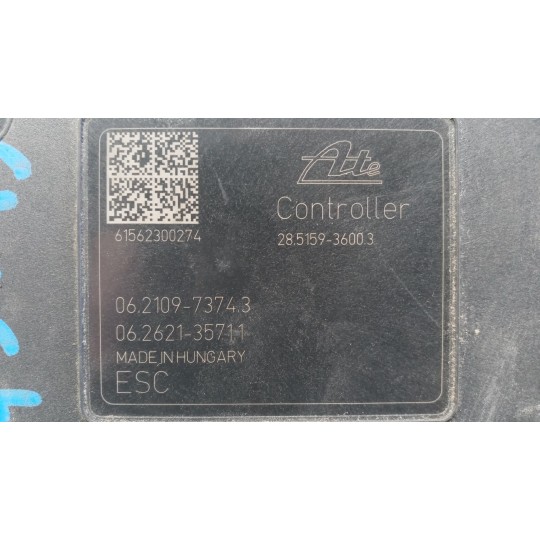 Ate
Controller
61562300274
28.5159-3600.3
06.2109-7374.3
06.2621-3571.1
MADE IN HUNGARY
ESC